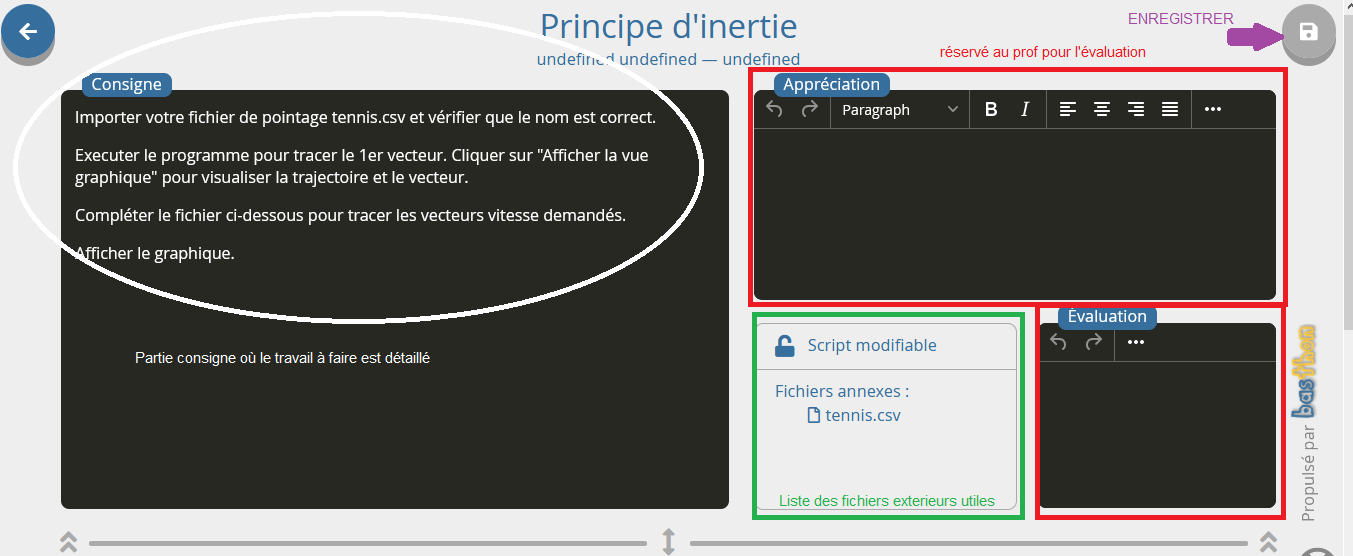 Principe d'inertie
undefined undefined — undefined
ENREGISTRER
réservé au prof pour l'évaluation
Consigne
Importer votre fichier de pointage tennis.csv et vérifier que le nom est correct.
Executer le programme pour tracer le 1er vecteur. Cliquer sur "Afficher la vue
graphique" pour visualiser la trajectoire et le vecteur.
Compléter le fichier ci-dessous pour tracer les vecteurs vitesse demandés.
Afficher le graphique.
Partie consigne où le travail à faire est détaillé
Appréciation
Paragraph
B
I
Script modifiable
Fichiers annexes :
tennis.csv
Liste des fichiers exterieurs utiles
Évaluation
Propulsé par basthon